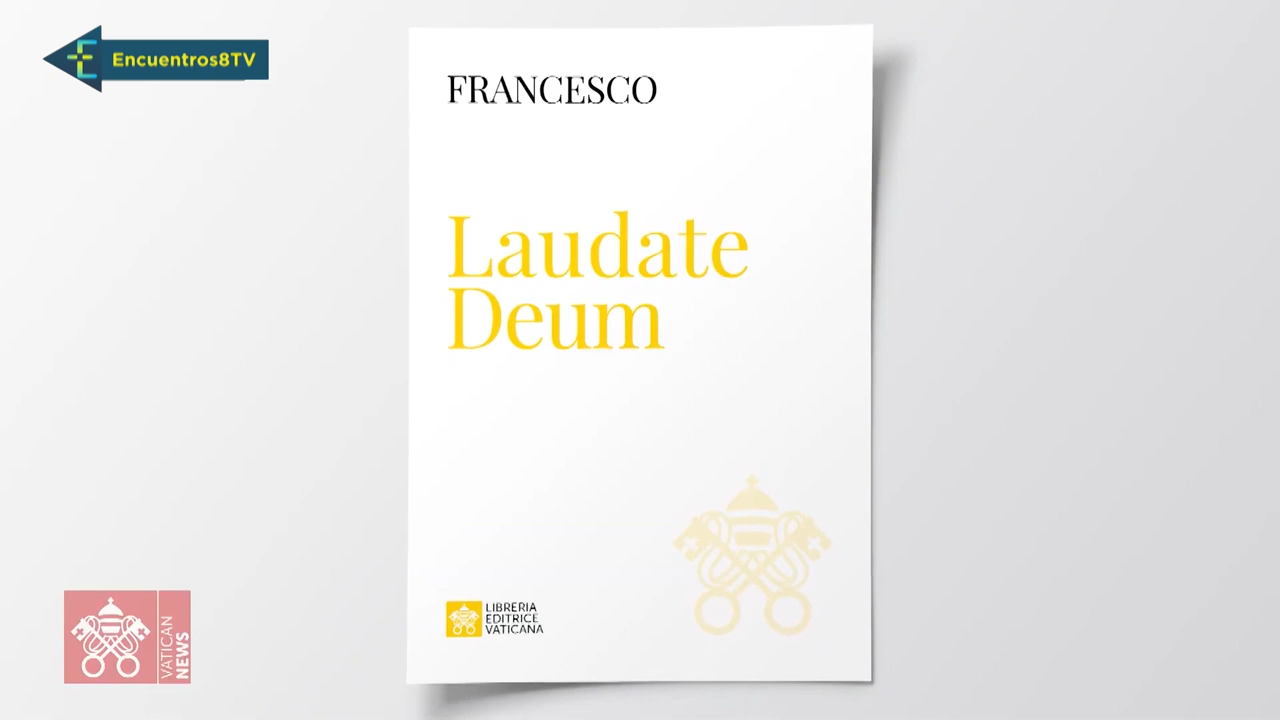 Encuentros8TV
FRANCESCO
Laudate
Deum
LIBRERIA
EDITRICE
VATICANA
VATICAN
NEWS